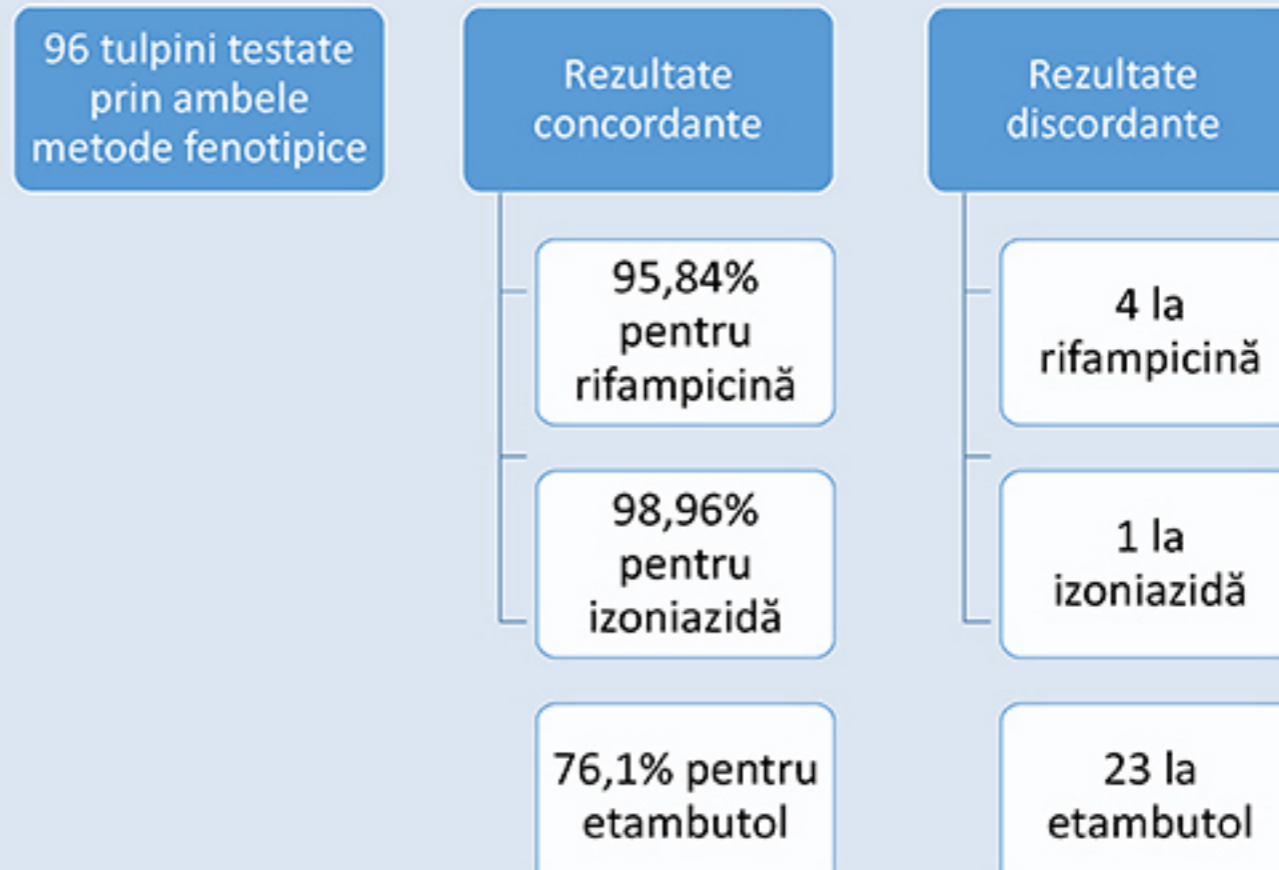 96 tulpini testate
prin ambele
metode fenotipice
Rezultate
concordante
95,84%
pentru
rifampicină
98,96%
pentru
izoniazidă
76,1% pentru
etambutol
Rezultate
discordante
4 la
rifampicină
1 la
izoniazidă
23 la
etambutol